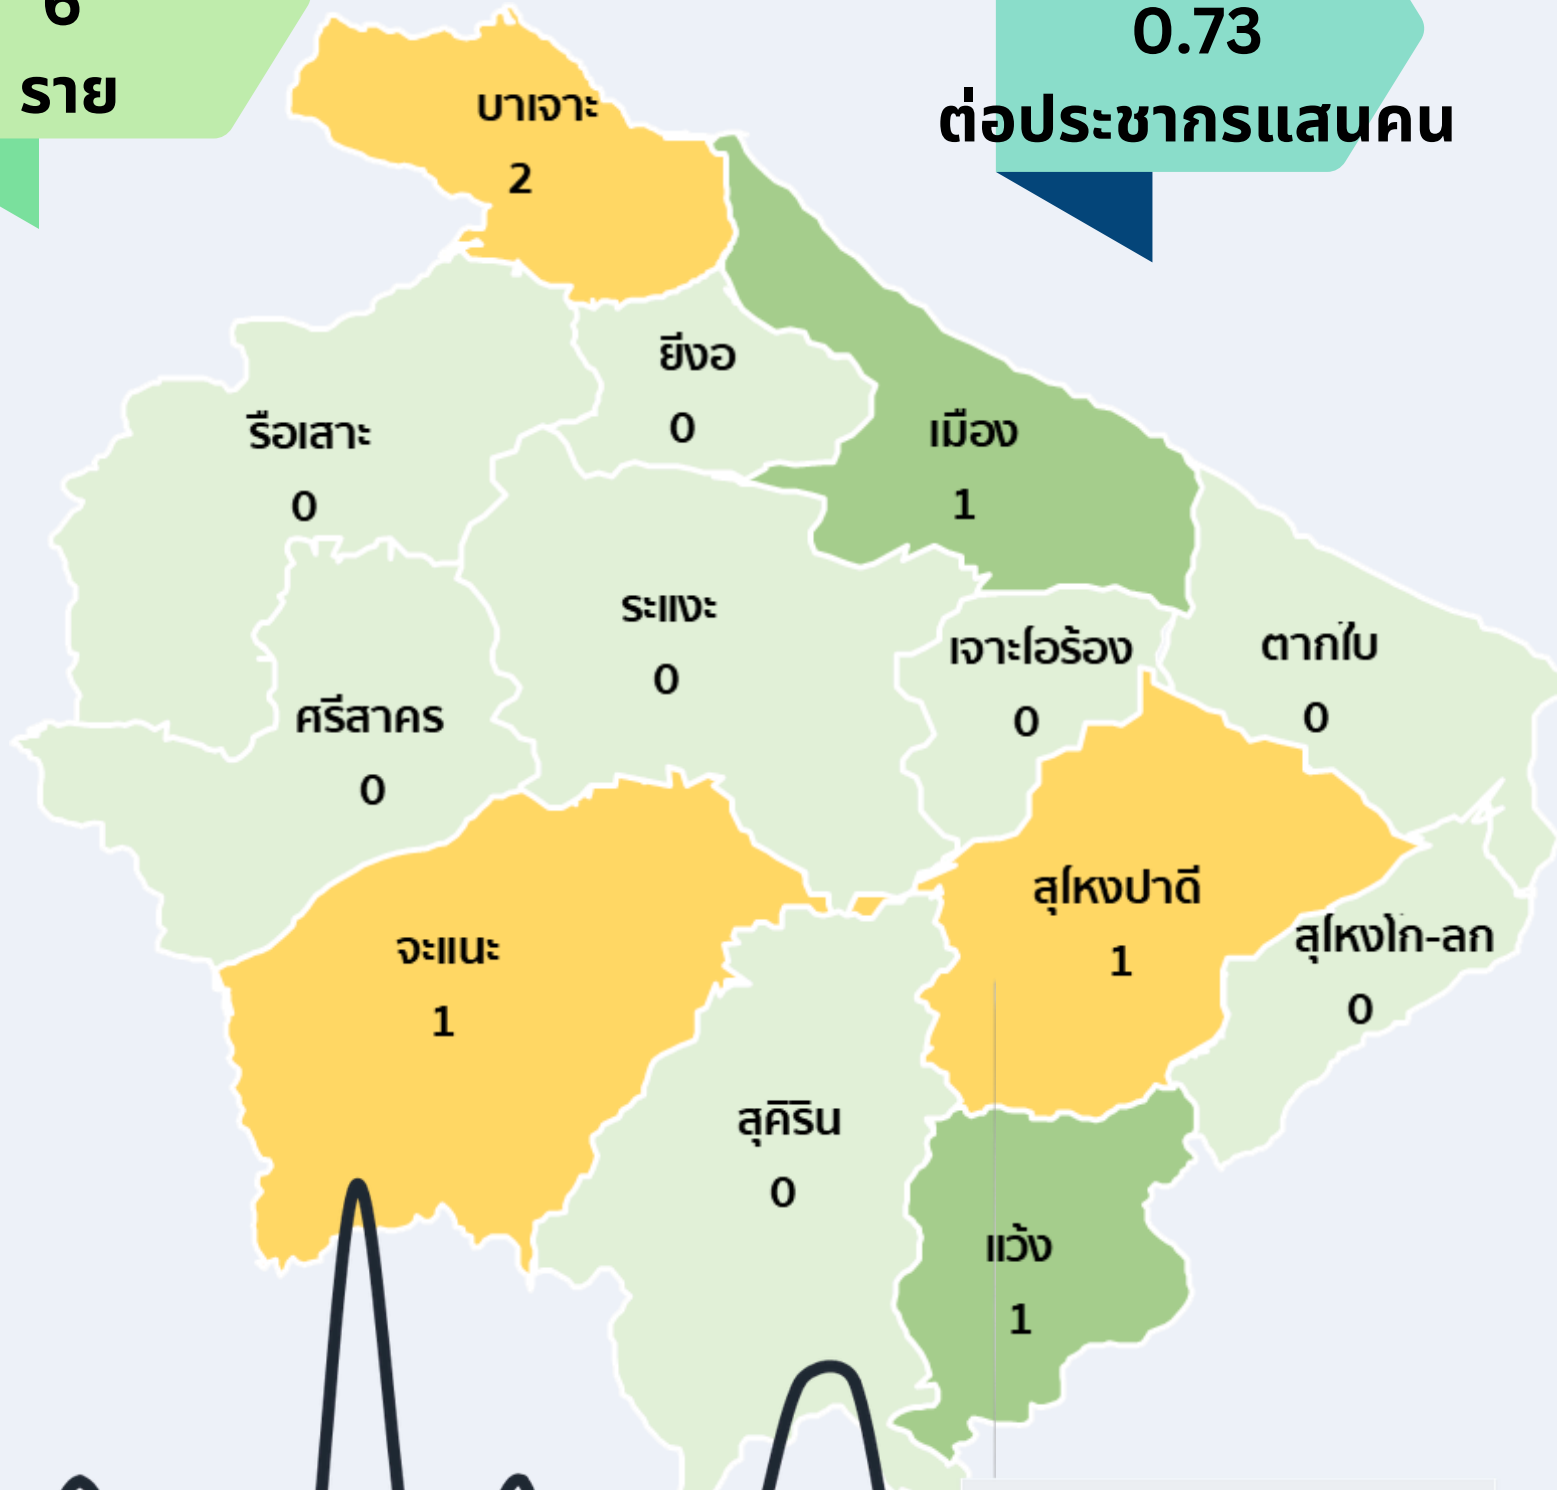 6
ราย
0.73
ต่อประชากรแสนคน
บาเจาะ
2
ยีงอ
0
รือเสาะ
0
เมือง
1
ระแงะ
0
เจาะไอร้อง
0
ตากใบ
0
ศรีสาคร
0
สุไหงปาดี
1
สุไหงโก-ลก
0
จะแนะ
1
สุคิริน
0
แว้ง
1